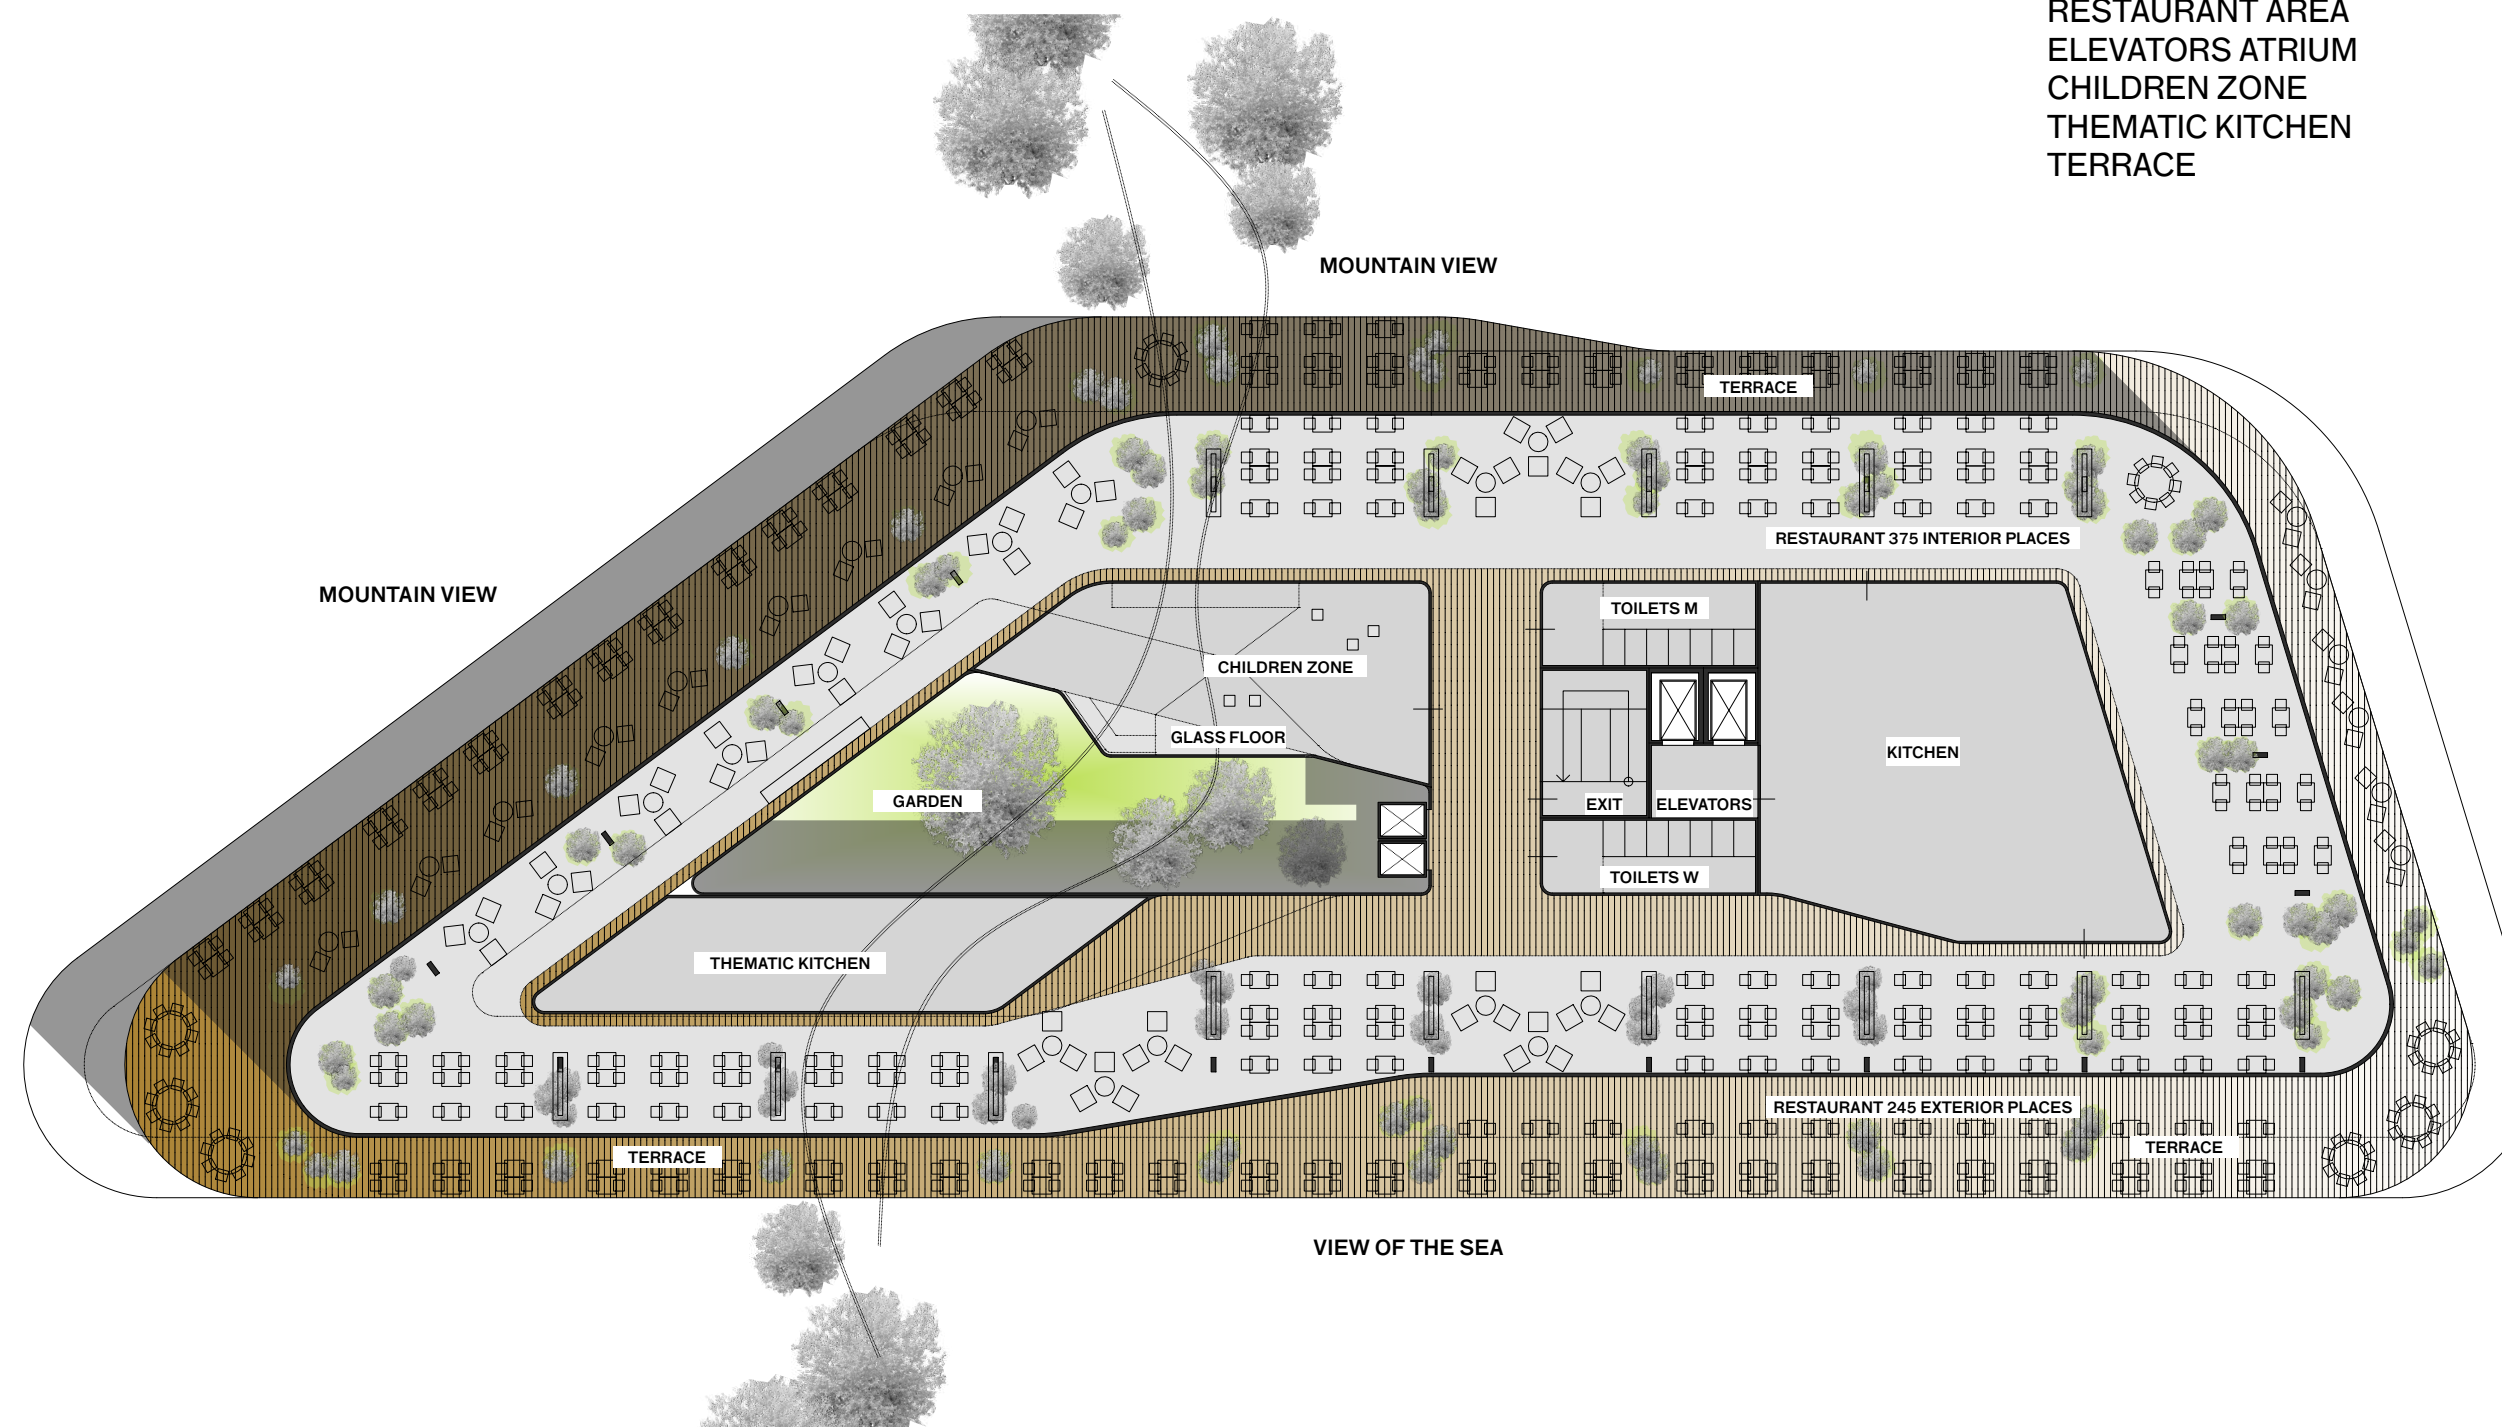 RESTAURANT AREA
ELEVATORS ATRIUM
CHILDREN ZONE
THEMATIC KITCHEN
TERRACE
MOUNTAIN VIEW
TERRACE
RESTAURANT 375 INTERIOR PLACES
MOUNTAIN VIEW
TOILETS M
CHILDREN ZONE
GLASS FLOOR
KITCHEN
GARDEN
EXIT
ELEVATORS
TOILETS W
THEMATIC KITCHEN
RESTAURANT 245 EXTERIOR PLACES
TERRACE
TERRACE
VIEW OF THE SEA